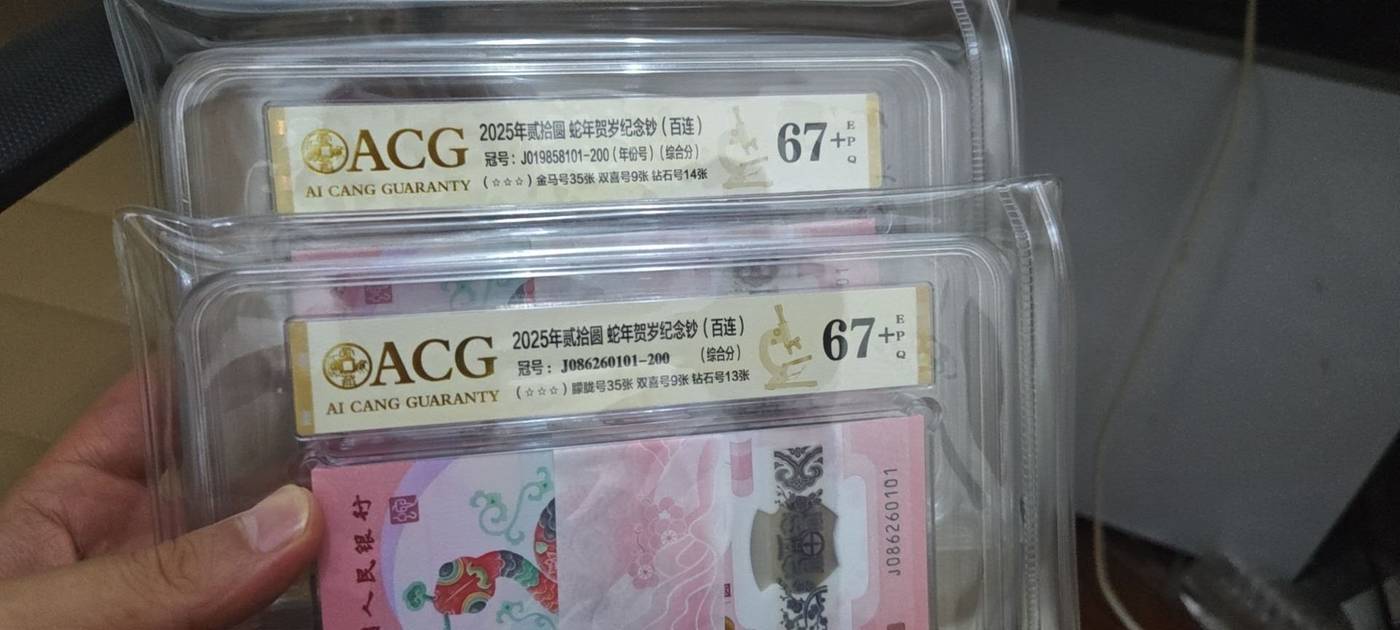 ACG
AI CANG GUARANTY
2025年贰拾圆 蛇年贺岁纪念钞（百连）
冠号：J019858101-200（年份号）（综合分）
（☆☆☆）金马号35张 双喜号9张 钻石号14张
67+
EPQ
ACG
AI CANG GUARANTY
2025年贰拾圆 蛇年贺岁纪念钞（百连）
冠号：J086260101-200 （综合分）
（☆☆☆）朦胧号35张 双喜号9张 钻石号13张
67+
EPQ
人民银行
J086260101